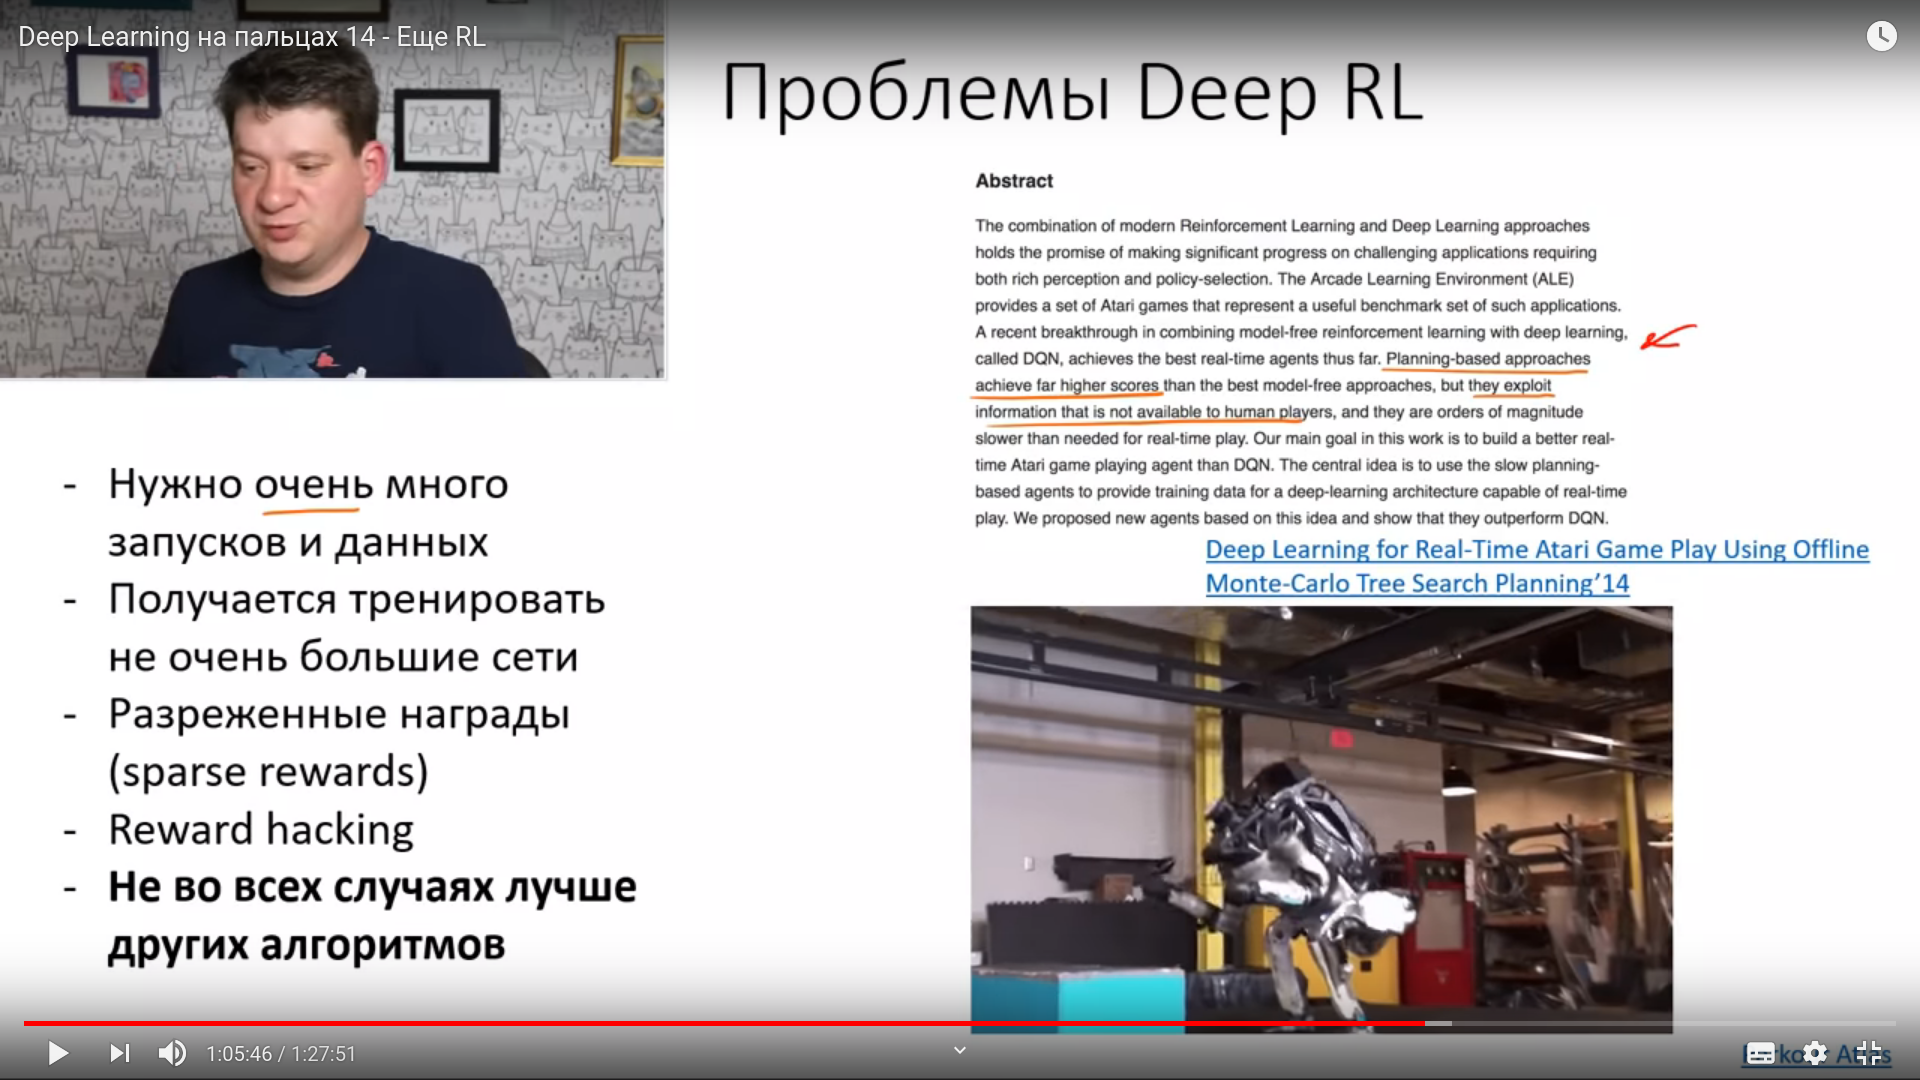 Deep Learning на пальцах 14 - Еще RL
Проблемы Deep RL
Abstract
The combination of modern Reinforcement Learning and Deep Learning approaches
holds the promise of making significant progress on challenging applications requiring
both rich perception and policy-selection. The Arcade Learning Environment (ALE)
provides a set of Atari games that represent a useful benchmark set of such applications.
A recent breakthrough in combining model-free reinforcement learning with deep learning,
called DQN, achieves the best real-time agents thus far. Planning-based approaches
achieve far higher scores than the best model-free approaches, but they exploit
information that is not available to human players, and they are orders of magnitude
slower than needed for real-time play. Our main goal in this work is to build a better real-
time Atari game playing agent than DQN. The central idea is to use the slow planning-
based agents to provide training data for a deep-learning architecture capable of real-time
play. We proposed new agents based on this idea and show that they outperform DQN.
Deep Learning for Real-Time Atari Game Play Using Offline
Monte-Carlo Tree Search Planning’14
- Нужно очень много
запусков и данных
- Получается тренировать
не очень большие сети
- Разреженные награды
(sparse rewards)
- Reward hacking
- Не во всех случаях лучше
других алгоритмов
1:05:46 / 1:27:51